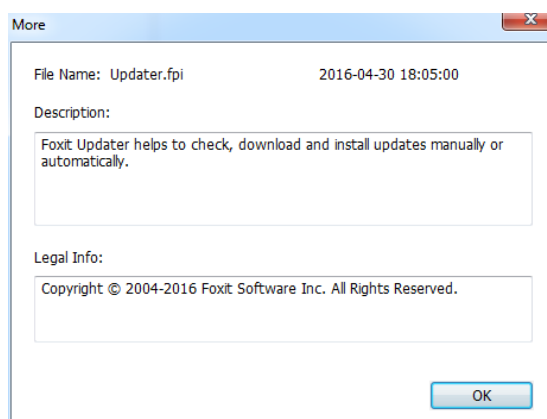 More
File Name: Updater.fpi 2016-04-30 18:05:00
Description:
Foxit Updater helps to check, download and install updates manually or
automatically.
Legal Info:
Copyright © 2004-2016 Foxit Software Inc. All Rights Reserved.
OK